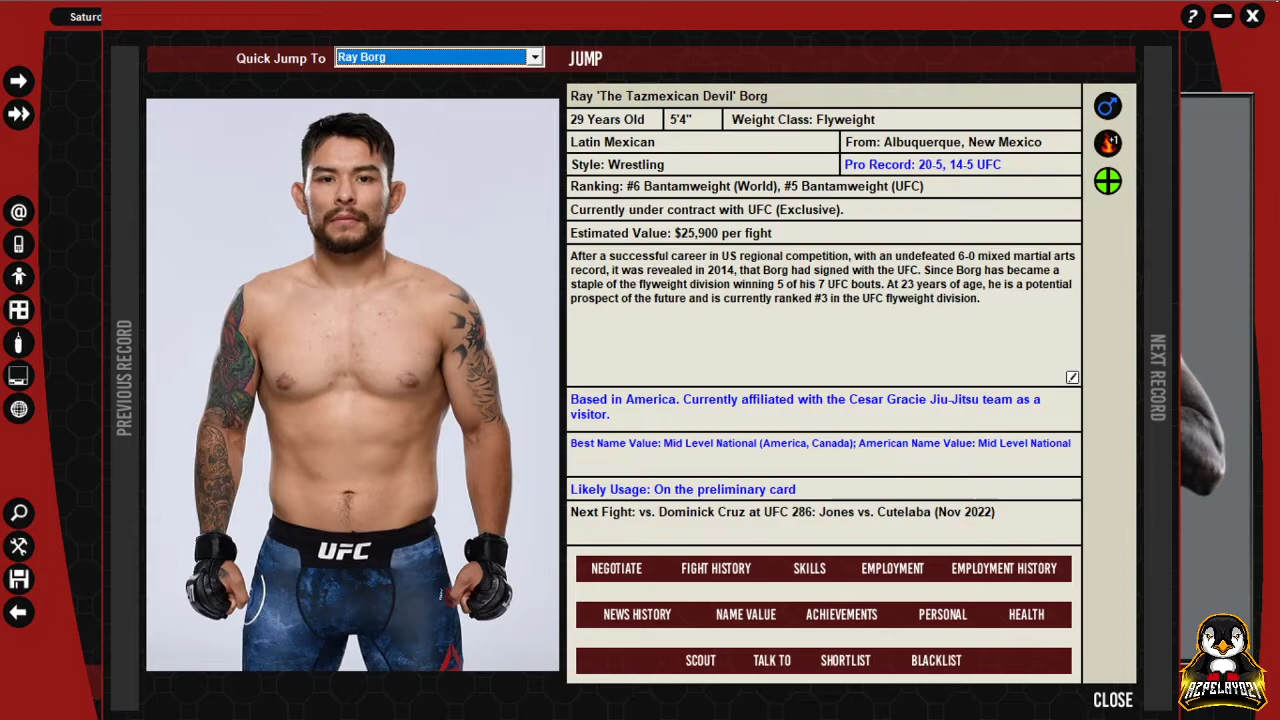 Saturd
?
X
Quick Jump To
Ray Borg
JUMP
Ray 'The Tazmexican Devil' Borg
29 Years Old
5'4"
Weight Class: Flyweight
Latin Mexican
From: Albuquerque, New Mexico
Style: Wrestling
Pro Record: 20-5, 14-5 UFC
Ranking: #6 Bantamweight (World), #5 Bantamweight (UFC)
Currently under contract with UFC (Exclusive).
Estimated Value: $25,900 per fight
After a successful career in US regional competition, with an undefeated 6-0 mixed martial arts
record, it was revealed in 2014, that Borg had signed with the UFC. Since Borg has became a
staple of the flyweight division winning 5 of his 7 UFC bouts. At 23 years of age, he is a potential
prospect of the future and is currently ranked #3 in the UFC flyweight division.
Based in America. Currently affiliated with the Cesar Gracie Jiu-Jitsu team as a
visitor.
Best Name Value: Mid Level National (America, Canada); American Name Value: Mid Level National
Likely Usage: On the preliminary card
Next Fight: vs. Dominick Cruz at UFC 286: Jones vs. Cutelaba (Nov 2022)
NEGOTIATE
FIGHT HISTORY
SKILLS
EMPLOYMENT
EMPLOYMENT HISTORY
NEWS HISTORY
NAME VALUE
ACHIEVEMENTS
PERSONAL
HEALTH
SCOUT
TALK TO
SHORTLIST
BLACKLIST
CLOSE
PREVIOUS RECORD
NEXT RECORD
+1
@
UFC
ACPELAYO21